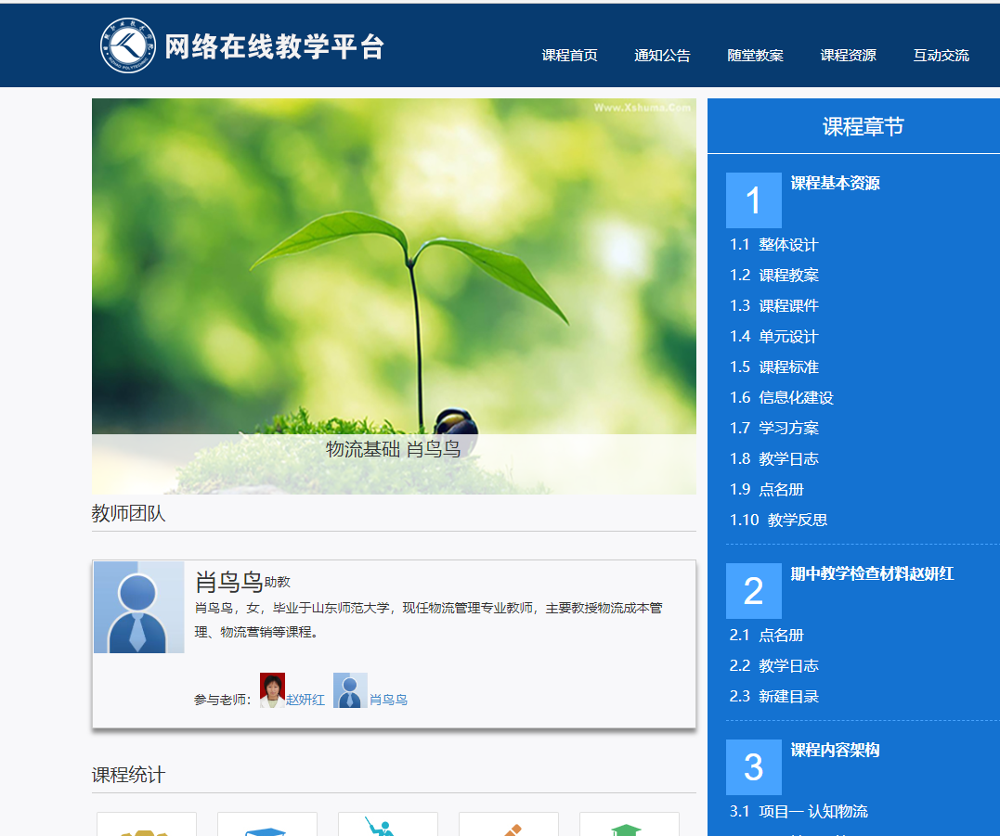 网络在线教学平台
课程首页 通知公告 随堂教案 课程资源 互动交流
Www.Xshuma.Com
物流基础 肖鸟鸟
教师团队
肖鸟鸟助教
肖鸟鸟，女，毕业于山东师范大学，现任物流管理专业教师，主要教授物流成本管
理、物流营销等课程。
参与老师： 赵妍红 肖鸟鸟
课程统计
课程章节
1 课程基本资源
1.1 整体设计
1.2 课程教案
1.3 课程课件
1.4 单元设计
1.5 课程标准
1.6 信息化建设
1.7 学习方案
1.8 教学日志
1.9 点名册
1.10 教学反思
2 期中教学检查材料赵妍红
2.1 点名册
2.2 教学日志
2.3 新建目录
3 课程内容架构
3.1 项目一 认知物流